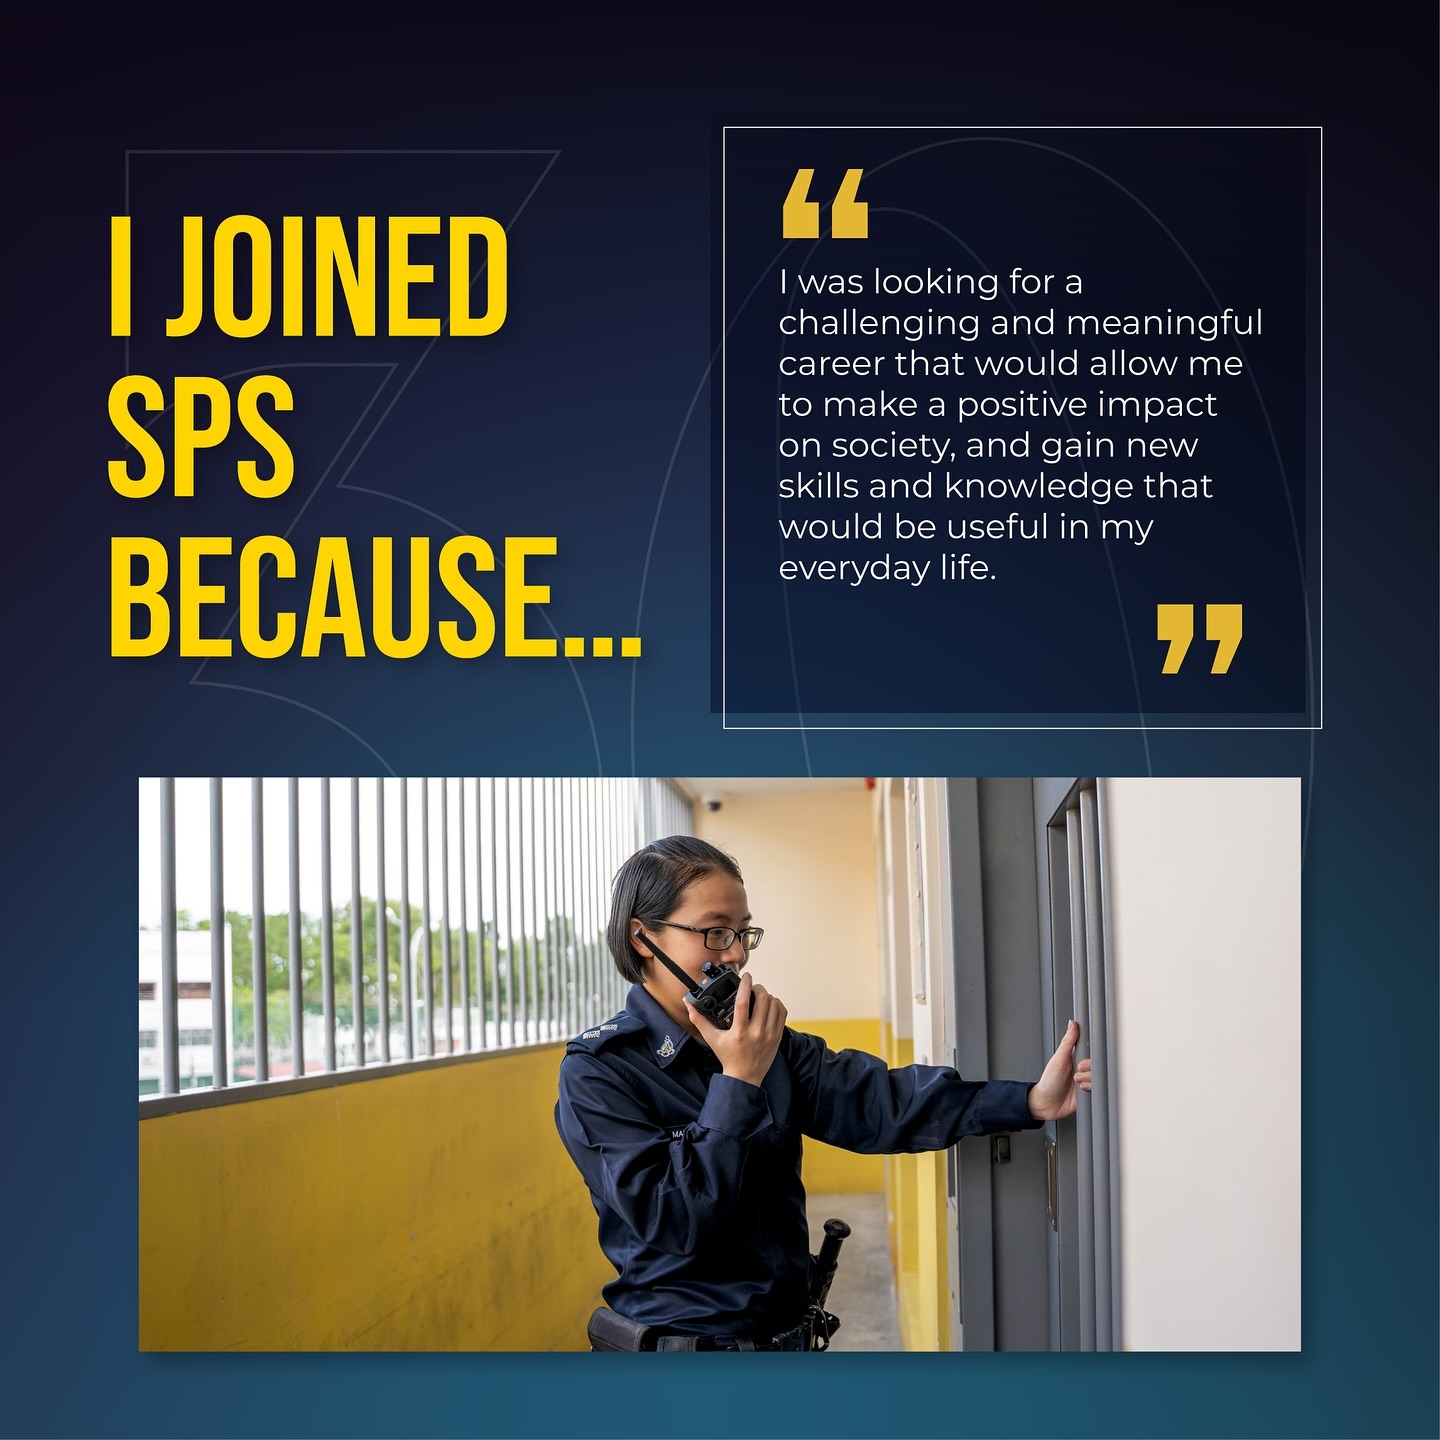 I JOINED
SPS
BECAUSE...
“
I was looking for a
challenging and meaningful
career that would allow me
to make a positive impact
on society, and gain new
skills and knowledge that
would be useful in my
everyday life.
”